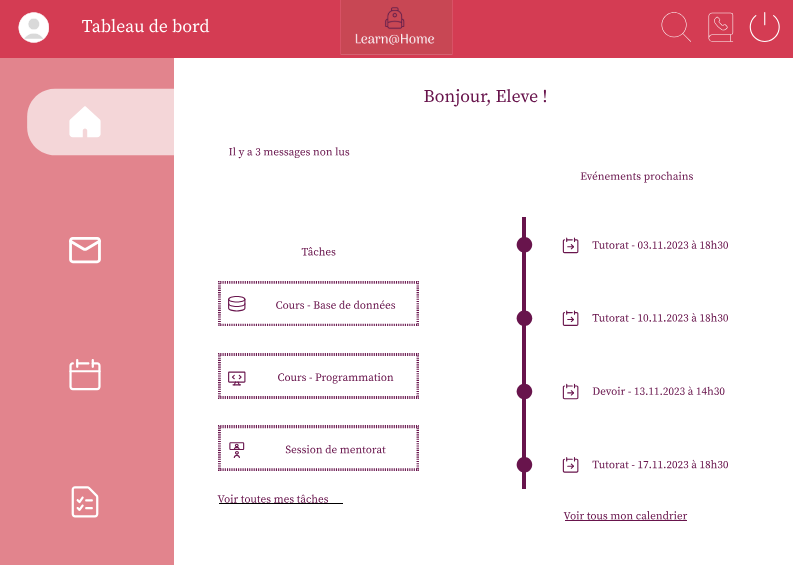 Tableau de bord
Learn@Home
Bonjour, Eleve !
Il y a 3 messages non lus
Evénements prochains
Tutorat - 03.11.2023 à 18h30
Tutorat - 10.11.2023 à 18h30
Devoir - 13.11.2023 à 14h30
Tutorat - 17.11.2023 à 18h30
Voir tous mon calendrier
Tâches
Cours - Base de données
Cours - Programmation
Session de mentorat
Voir toutes mes tâches